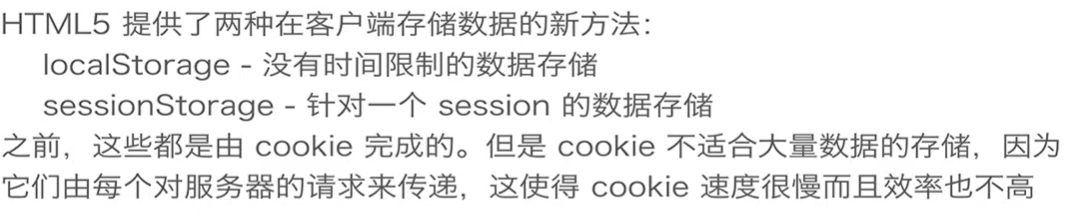 HTML5 提供了两种在客户端存储数据的新方法：
localStorage - 没有时间限制的数据存储
sessionStorage - 针对一个 session 的数据存储
之前，这些都是由 cookie 完成的。但是 cookie 不适合大量数据的存储，因为
它们由每个对服务器的请求来传递，这使得 cookie 速度很慢而且效率也不高